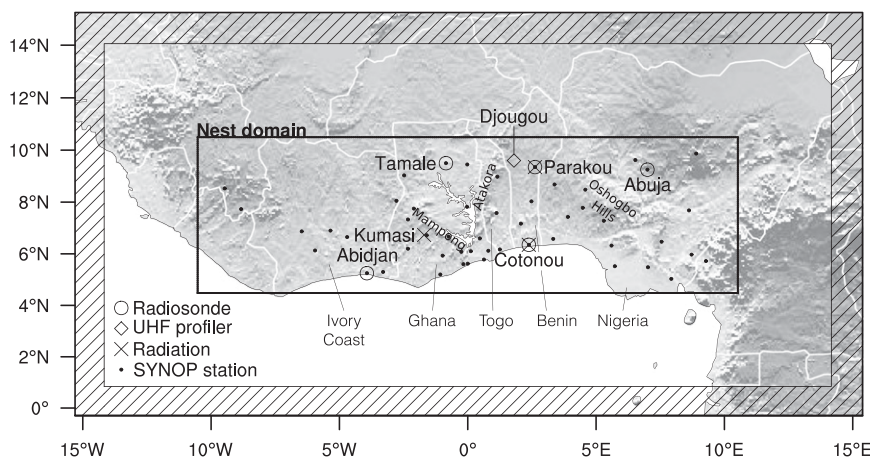 14°N
12°N
10°N
8°N
6°N
4°N
2°N
0°
Nest domain
Djougou
Tamale
Parakou
Abuja
Atakora
Oshogbo
Hills
Mampong
Kumasi
Abidjan
Cotonou
Radiosonde
UHF profiler
Radiation
SYNOP station
Ivory
Coast
Ghana
Togo
Benin
Nigeria
15°W
10°W
5°W
0°
5°E
10°E
15°E